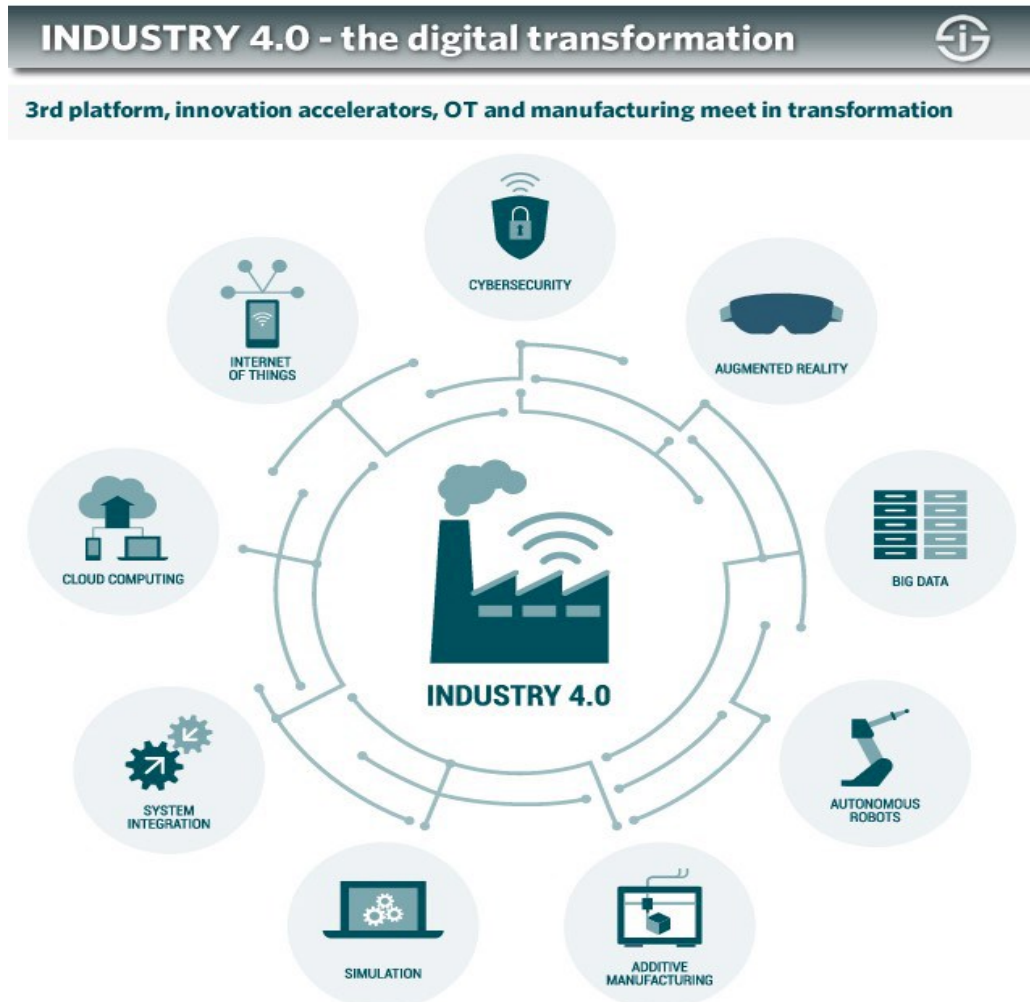 INDUSTRY 4.0 - the digital transformation
3rd platform, innovation accelerators, OT and manufacturing meet in transformation
CYBERSECURITY
AUGMENTED REALITY
BIG DATA
AUTONOMOUS
ROBOTS
ADDITIVE
MANUFACTURING
SIMULATION
SYSTEM
INTEGRATION
CLOUD COMPUTING
INTERNET
OF THINGS
INDUSTRY 4.0